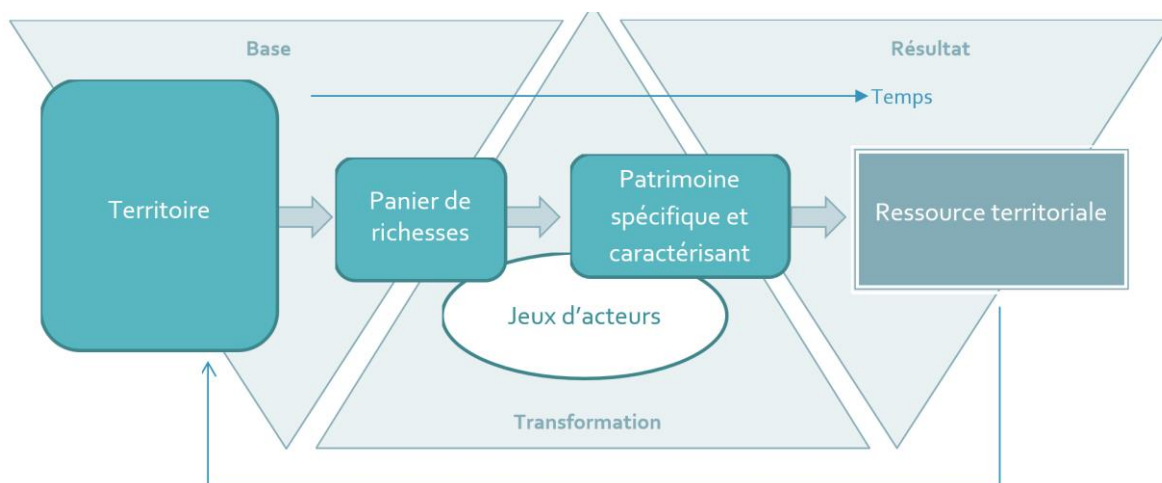 Base
Résultat
Temps
Territoire
Panier de
richesses
Patrimoine
spécifique et
caractérisant
Ressource territoriale
Jeux d’acteurs
Transformation